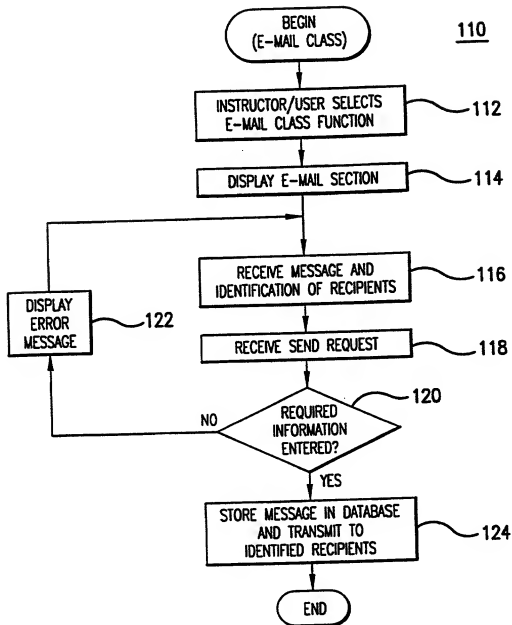 BEGIN
(E-MAIL CLASS)
110
INSTRUCTOR/USER SELECTS
E-MAIL CLASS FUNCTION
112
DISPLAY E-MAIL SECTION
114
RECEIVE MESSAGE AND
IDENTIFICATION OF RECIPIENTS
116
DISPLAY
ERROR
MESSAGE
122
RECEIVE SEND REQUEST
118
120
NO
REQUIRED
INFORMATION
ENTERED?
YES
STORE MESSAGE IN DATABASE
AND TRANSMIT TO
IDENTIFIED RECIPIENTS
124
END